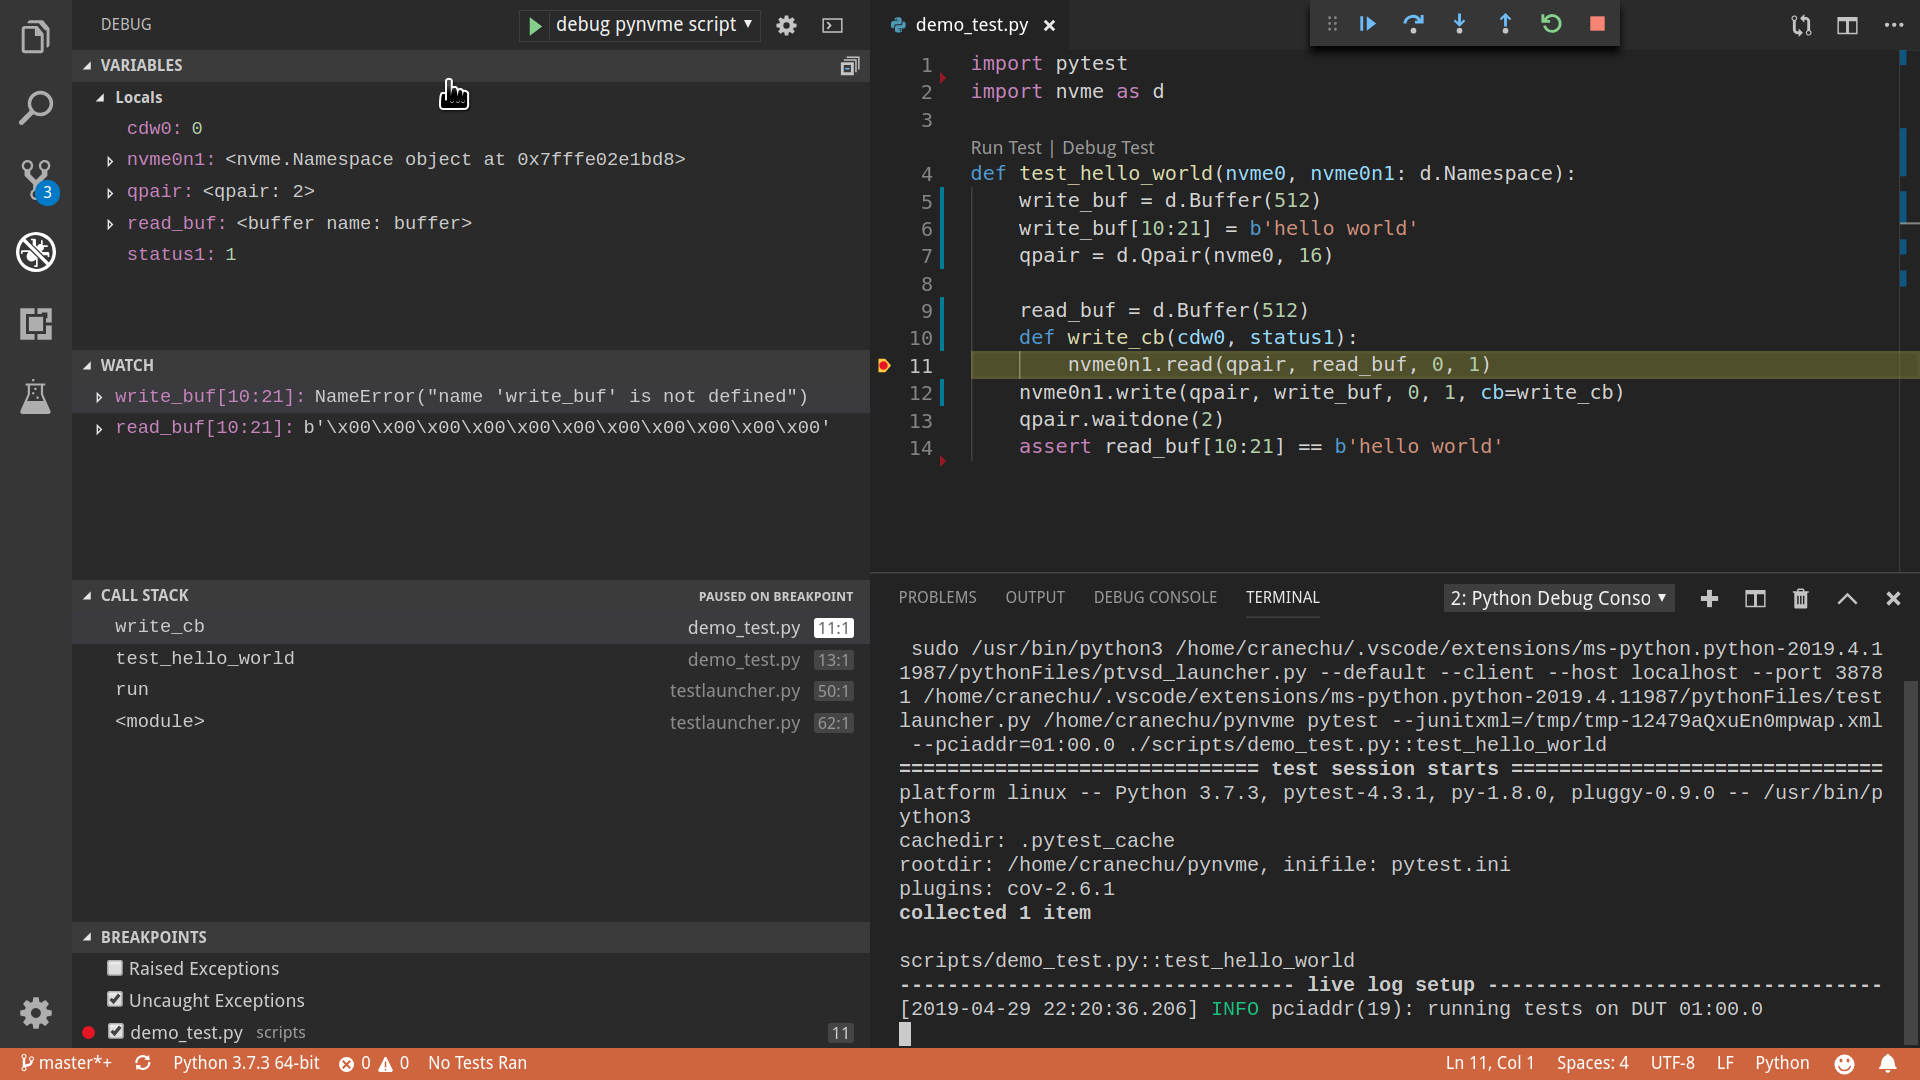 DEBUG
debug pynvme script
VARIABLES
Locals
cdw0: 0
nvme0n1: <nvme.Namespace object at 0x7fffe02e1bd8>
qpair: <qpair: 2>
read_buf: <buffer name: buffer>
status1: 1
WATCH
write_buf[10:21]: NameError("name 'write_buf' is not defined")
read_buf[10:21]: b'\x00\x00\x00\x00\x00\x00\x00\x00\x00\x00\x00'
CALL STACK PAUSED ON BREAKPOINT
write_cb demo_test.py 11:1
test_hello_world demo_test.py 13:1
run testlauncher.py 50:1
<module> testlauncher.py 62:1
BREAKPOINTS
Raised Exceptions
Uncaught Exceptions
demo_test.py scripts 11
3
demo_test.py
1 import pytest
2 import nvme as d
3
Run Test | Debug Test
4 def test_hello_world(nvme0, nvme0n1: d.Namespace):
5 write_buf = d.Buffer(512)
6 write_buf[10:21] = b'hello world'
7 qpair = d.Qpair(nvme0, 16)
8
9 read_buf = d.Buffer(512)
10 def write_cb(cdw0, status1):
11 nvme0n1.read(qpair, read_buf, 0, 1)
12 nvme0n1.write(qpair, write_buf, 0, 1, cb=write_cb)
13 qpair.waitdone(2)
14 assert read_buf[10:21] == b'hello world'
PROBLEMS OUTPUT DEBUG CONSOLE TERMINAL 2: Python Debug Conso
sudo /usr/bin/python3 /home/cranechu/.vscode/extensions/ms-python.python-2019.4.1
1987/pythonFiles/ptvsd_launcher.py --default --client --host localhost --port 3878
1 /home/cranechu/.vscode/extensions/ms-python.python-2019.4.11987/pythonFiles/test
launcher.py /home/cranechu/pynvme pytest --junitxml=/tmp/tmp-12479aQxuEn0mpwap.xml
--pciaddr=01:00.0 ./scripts/demo_test.py::test_hello_world
============================== test session starts ===============================
platform linux -- Python 3.7.3, pytest-4.3.1, py-1.8.0, pluggy-0.9.0 -- /usr/bin/p
ython3
cachedir: .pytest_cache
rootdir: /home/cranechu/pynvme, inifile: pytest.ini
plugins: cov-2.6.1
collected 1 item
scripts/demo_test.py::test_hello_world
--------------------------------- live log setup ---------------------------------
[2019-04-29 22:20:36.206] INFO pciaddr(19): running tests on DUT 01:00.0
master*+ Python 3.7.3 64-bit 0 0 No Tests Ran Ln 11, Col 1 Spaces: 4 UTF-8 LF Python